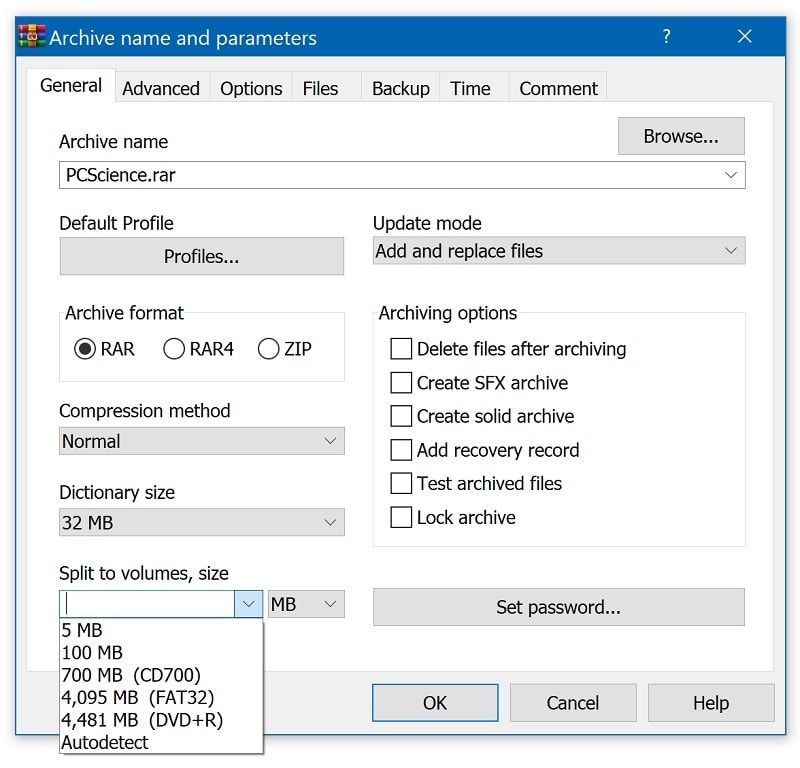 Archive name and parameters
?
General Advanced Options Files Backup Time Comment
Archive name
Browse...
PCScience.rar
Default Profile
Profiles...
Update mode
Add and replace files
Archive format
RAR RAR4 ZIP
Compression method
Normal
Dictionary size
32 MB
Split to volumes, size
MB
5 MB
100 MB
700 MB (CD700)
4,095 MB (FAT32)
4,481 MB (DVD+R)
Autodetect
Archiving options
Delete files after archiving
Create SFX archive
Create solid archive
Add recovery record
Test archived files
Lock archive
Set password...
OK Cancel Help